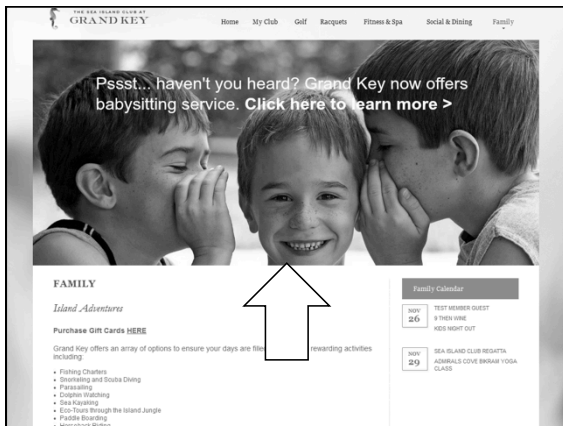 THE SEA ISLAND CLUB AT
GRAND KEY
Home My Club Golf Racquets Fitness & Spa Social & Dining Family
Pssst... haven't you heard? Grand Key now offers
babysitting service. Click here to learn more >
FAMILY
Island Adventures
Purchase Gift Cards HERE
Grand Key offers an array of options to ensure your days are rewarding activities
including:
• Fishing Charters
• Snorkeling and Scuba Diving
• Parasailing
• Dolphin Watching
• Sea Kayaking
• Eco-Tours through the Island Jungle
• Paddle Boarding
• Horseback Riding
Family Calendar
NOV
26
TEST MEMBER GUEST
9 THEN WINE
KIDS NIGHT OUT
NOV
29
SEA ISLAND CLUB REGATTA
ADMIRALS COVE BIKRAM YOGA
CLASS